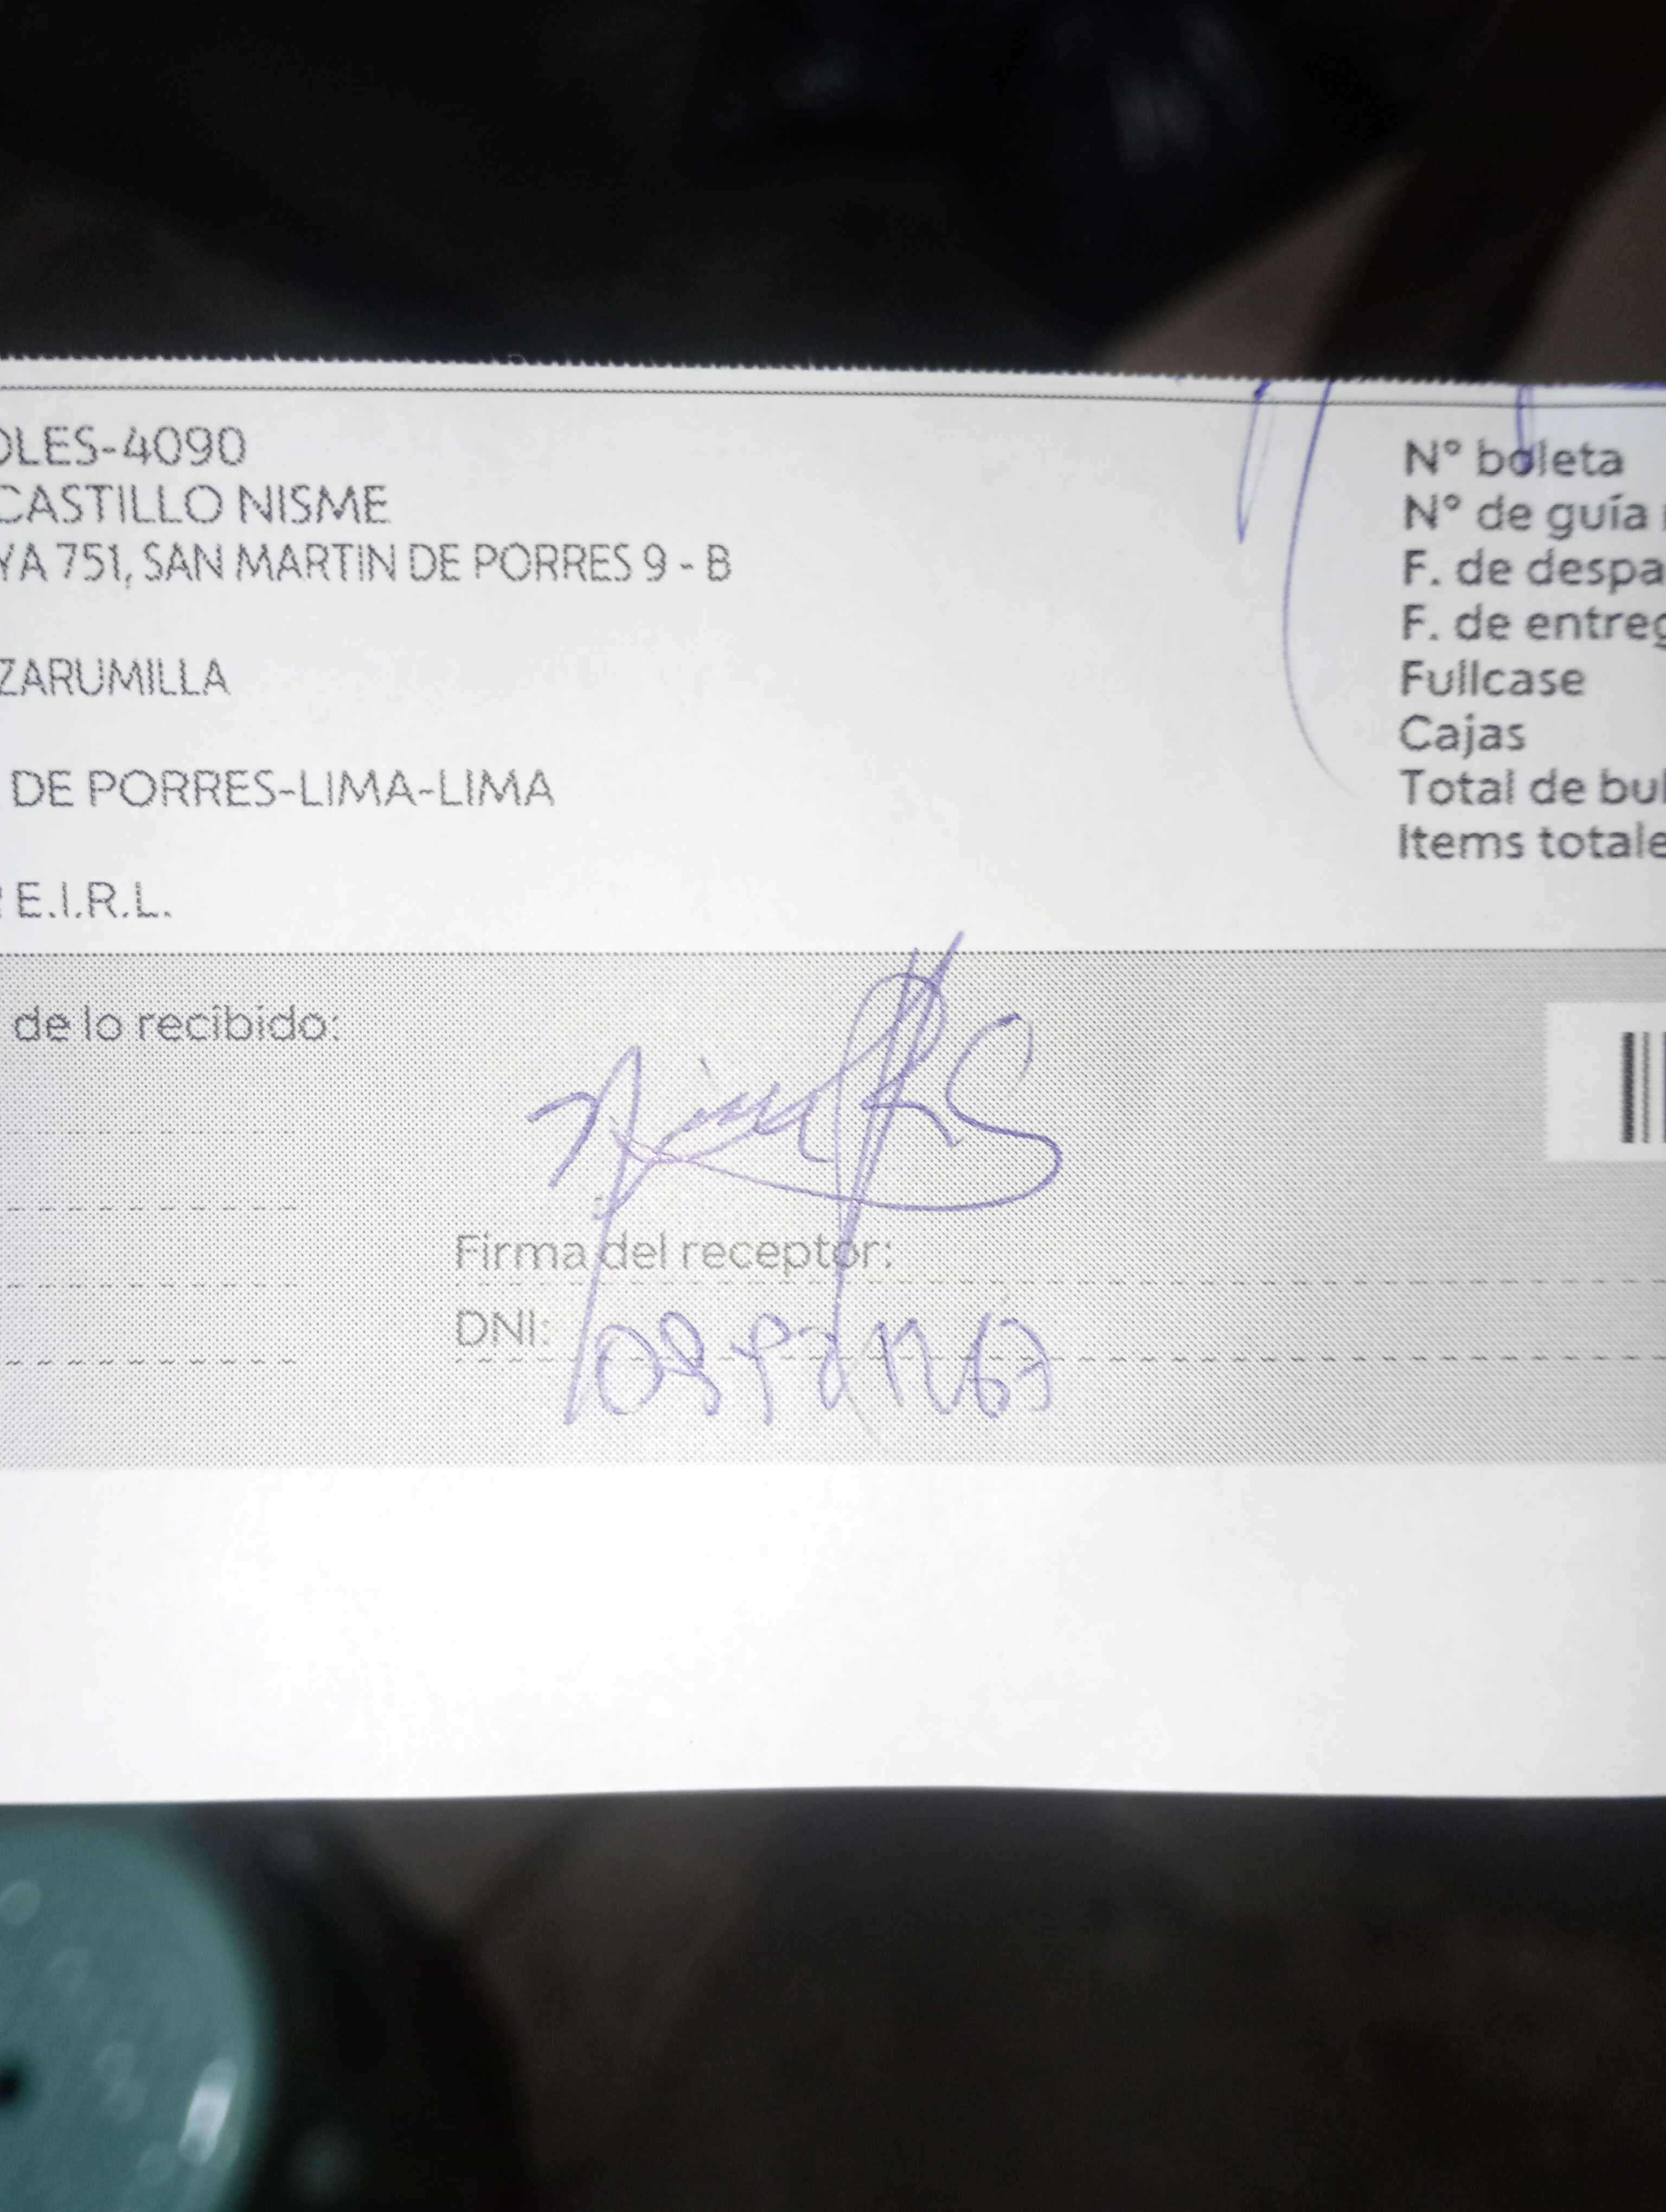 OLES-4090
CASTILLO NISME
YA 751, SAN MARTIN DE PORRES 9 - B
ZARUMILLA
DE PORRES-LIMA-LIMA
E.I.R.L.
N° boleta
N° de guía
F. de despa
F. de entreg
Fullcase
Cajas
Total de bul
Items totale
de lo recibido:
Firma del receptor:
DNI: